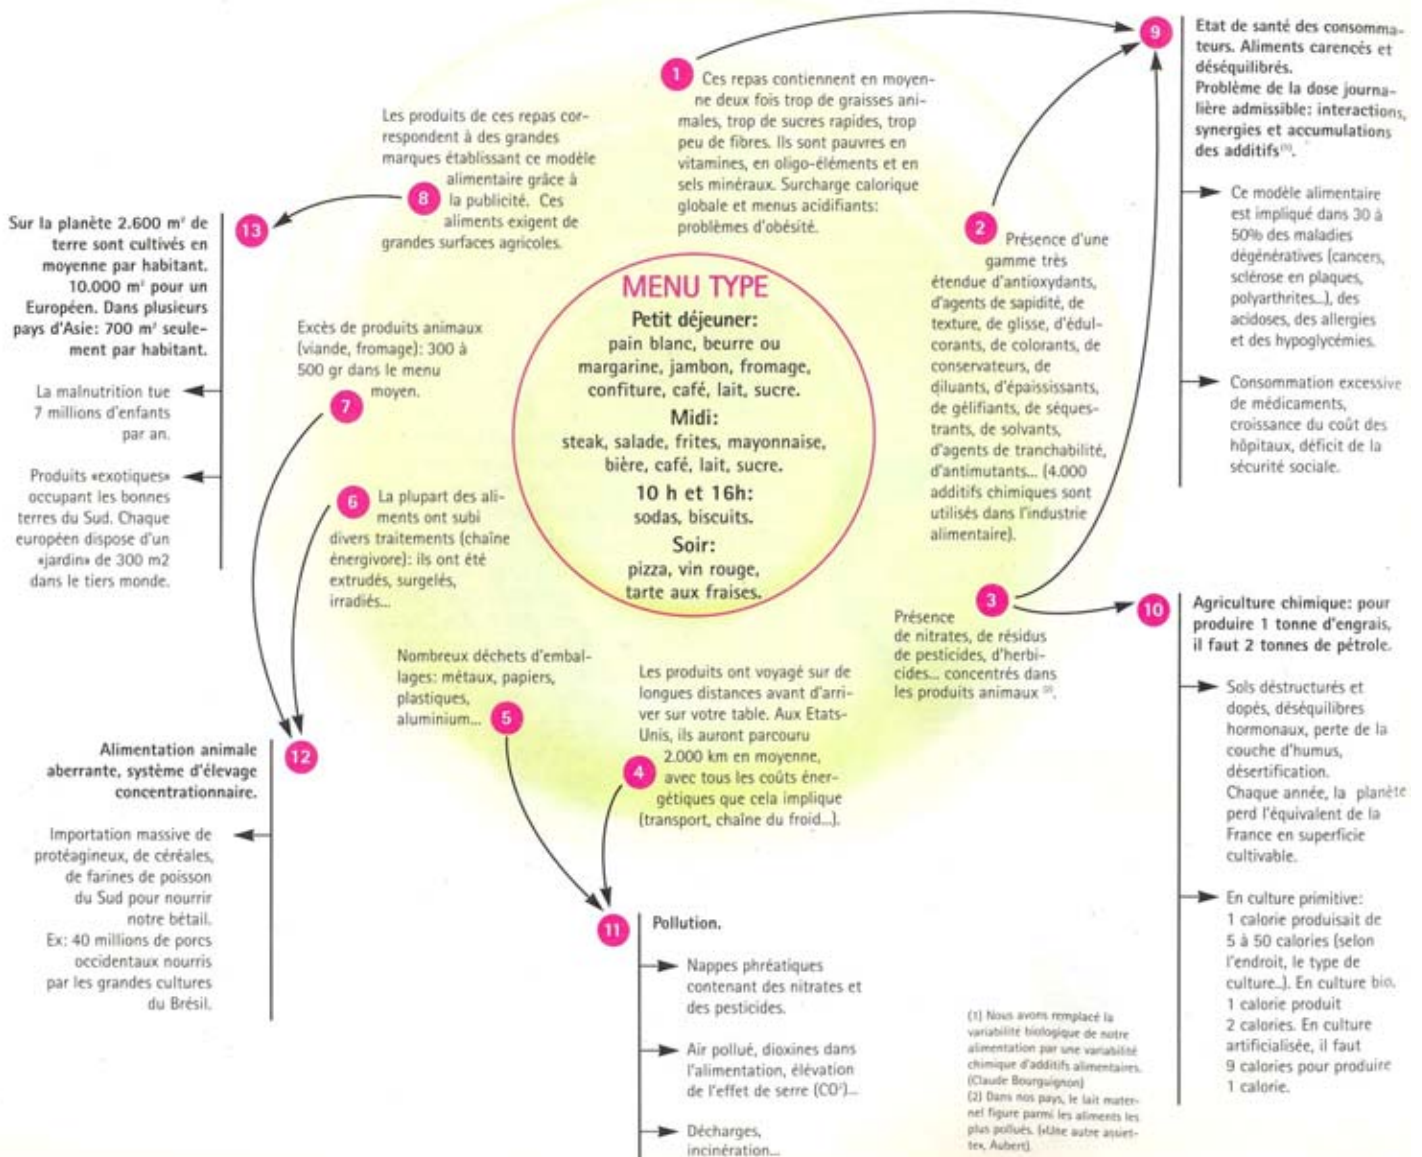 MENU TYPE
Petit déjeuner:
pain blanc, beurre ou
margarine, jambon, fromage,
confiture, café, lait, sucre.
Midi:
steak, salade, frites, mayonnaise,
bière, café, lait, sucre.
10 h et 16h:
sodas, biscuits.
Soir:
pizza, vin rouge,
tarte aux fraises.
1
Ces repas contiennent en moyen-
ne deux fois trop de graisses ani-
males, trop de sucres rapides, trop
peu de fibres. Ils sont pauvres en
vitamines, en oligo-éléments et en
sels minéraux. Surcharge calorique
globale et menus acidifiants:
problèmes d'obésité.
2
Présence d'une
gamme très
étendue d'antioxydants,
d'agents de sapidité, de
texture, de glisse, d'édul-
corants, de colorants, de
conservateurs, de
diluants, d'épaississants,
de gélifiants, de séques-
trants, de solvants,
d'agents de tranchabilité,
d'antimutants... (4.000
additifs chimiques sont
utilisés dans l'industrie
alimentaire).
3
Présence
de nitrates, de résidus
de pesticides, d'herbi-
cides... concentrés dans
les produits animaux (2).
4
Les produits ont voyagé sur de
longues distances avant d'arri-
ver sur votre table. Aux Etats-
Unis, ils auront parcouru
2.000 km en moyenne,
avec tous les coûts éner-
gétiques que cela implique
(transport, chaîne du froid...).
5
Nombreux déchets d'embal-
lages: métaux, papiers,
plastiques,
aluminium...
6
La plupart des ali-
ments ont subi
divers traitements (chaîne
énergivore): ils ont été
extrudés, surgelés,
irradiés...
7
Excès de produits animaux
(viande, fromage): 300 à
500 gr dans le menu
moyen.
8
Les produits de ces repas cor-
respondent à des grandes
marques établissant ce modèle
alimentaire grâce à
la publicité. Ces
aliments exigent de
grandes surfaces agricoles.
9
Etat de santé des consomma-
teurs. Aliments carencés et
déséquilibrés.
Problème de la dose journa-
lière admissible: interactions,
synergies et accumulations
des additifs(1).
Ce modèle alimentaire
est impliqué dans 30 à
50% des maladies
dégénératives (cancers,
sclérose en plaques,
polyarthrites...), des
acidoses, des allergies
et des hypoglycémies.
Consommation excessive
de médicaments,
croissance du coût des
hôpitaux, déficit de la
sécurité sociale.
10
Agriculture chimique: pour
produire 1 tonne d'engrais,
il faut 2 tonnes de pétrole.
Sols déstructurés et
dopés, déséquilibres
hormonaux, perte de la
couche d'humus,
désertification.
Chaque année, la planète
perd l'équivalent de la
France en superficie
cultivable.
En culture primitive:
1 calorie produisait de
5 à 50 calories (selon
l'endroit, le type de
culture...). En culture bio,
1 calorie produit
2 calories. En culture
artificialisée, il faut
9 calories pour produire
1 calorie.
11
Pollution.
Nappes phréatiques
contenant des nitrates et
des pesticides.
Air pollué, dioxines dans
l'alimentation, élévation
de l'effet de serre (CO²)...
Décharges,
incinération...
12
Alimentation animale
aberrante, système d'élevage
concentrationnaire.
Importation massive de
protéagineux, de céréales,
de farines de poisson
du Sud pour nourrir
notre bétail.
Ex: 40 millions de porcs
occidentaux nourris
par les grandes cultures
du Brésil.
13
Sur la planète 2.600 m² de
terre sont cultivés en
moyenne par habitant.
10.000 m² pour un
Européen. Dans plusieurs
pays d'Asie: 700 m² seule-
ment par habitant.
La malnutrition tue
7 millions d'enfants
par an.
Produits «exotiques»
occupant les bonnes
terres du Sud. Chaque
européen dispose d'un
«jardin» de 300 m2
dans le tiers monde.
(1) Nous avons remplacé la
variabilité biologique de notre
alimentation par une variabilité
chimique d'additifs alimentaires.
(Claude Bourguignon)
(2) Dans nos pays, le lait mater-
nel figure parmi les aliments les
plus pollués. («Une autre assiet-
te», Aubert).